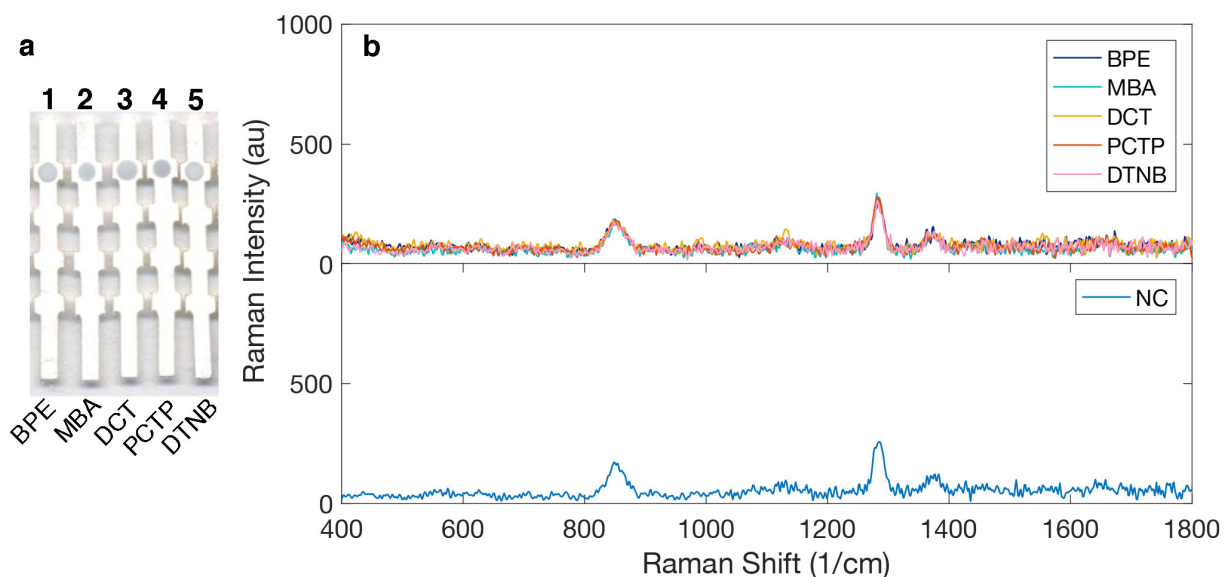 a
1 2 3 4 5
BPE MBA DCT PCTP DTNB
b
1000
500
0
BPE
MBA
DCT
PCTP
DTNB
Raman Intensity (au)
NC
500
0
400 600 800 1000 1200 1400 1600 1800
Raman Shift (1/cm)